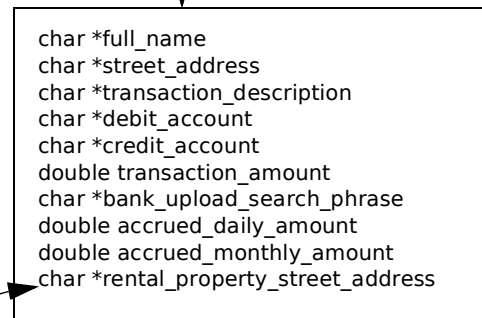 char *full_name
char *street_address
char *transaction_description
char *debit_account
char *credit_account
double transaction_amount
char *bank_upload_search_phrase
double accrued_daily_amount
double accrued_monthly_amount
char *rental_property_street_address